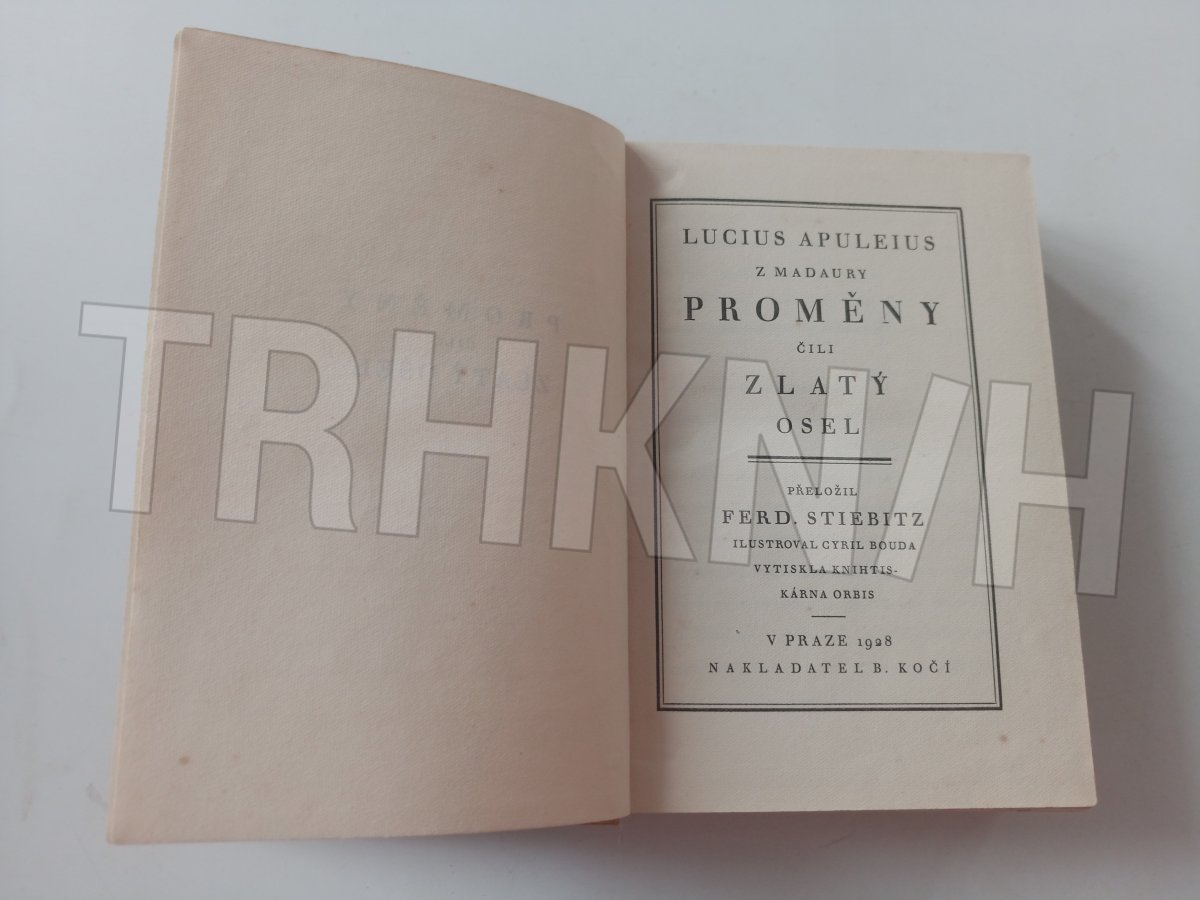 LUCIUS APULEIUS
Z MADAURY
PROMĚNY
ČILI
ZLATÝ
OSEL
PŘELOŽIL
FERD. STIEBITZ
ILUSTROVAL CYRIL BOUDA
VYTISKLA KNIHTIS-
KÁRNA ORBIS
V PRAZE 1928
NAKLADATEL B. KOČÍ
TRHKNIH